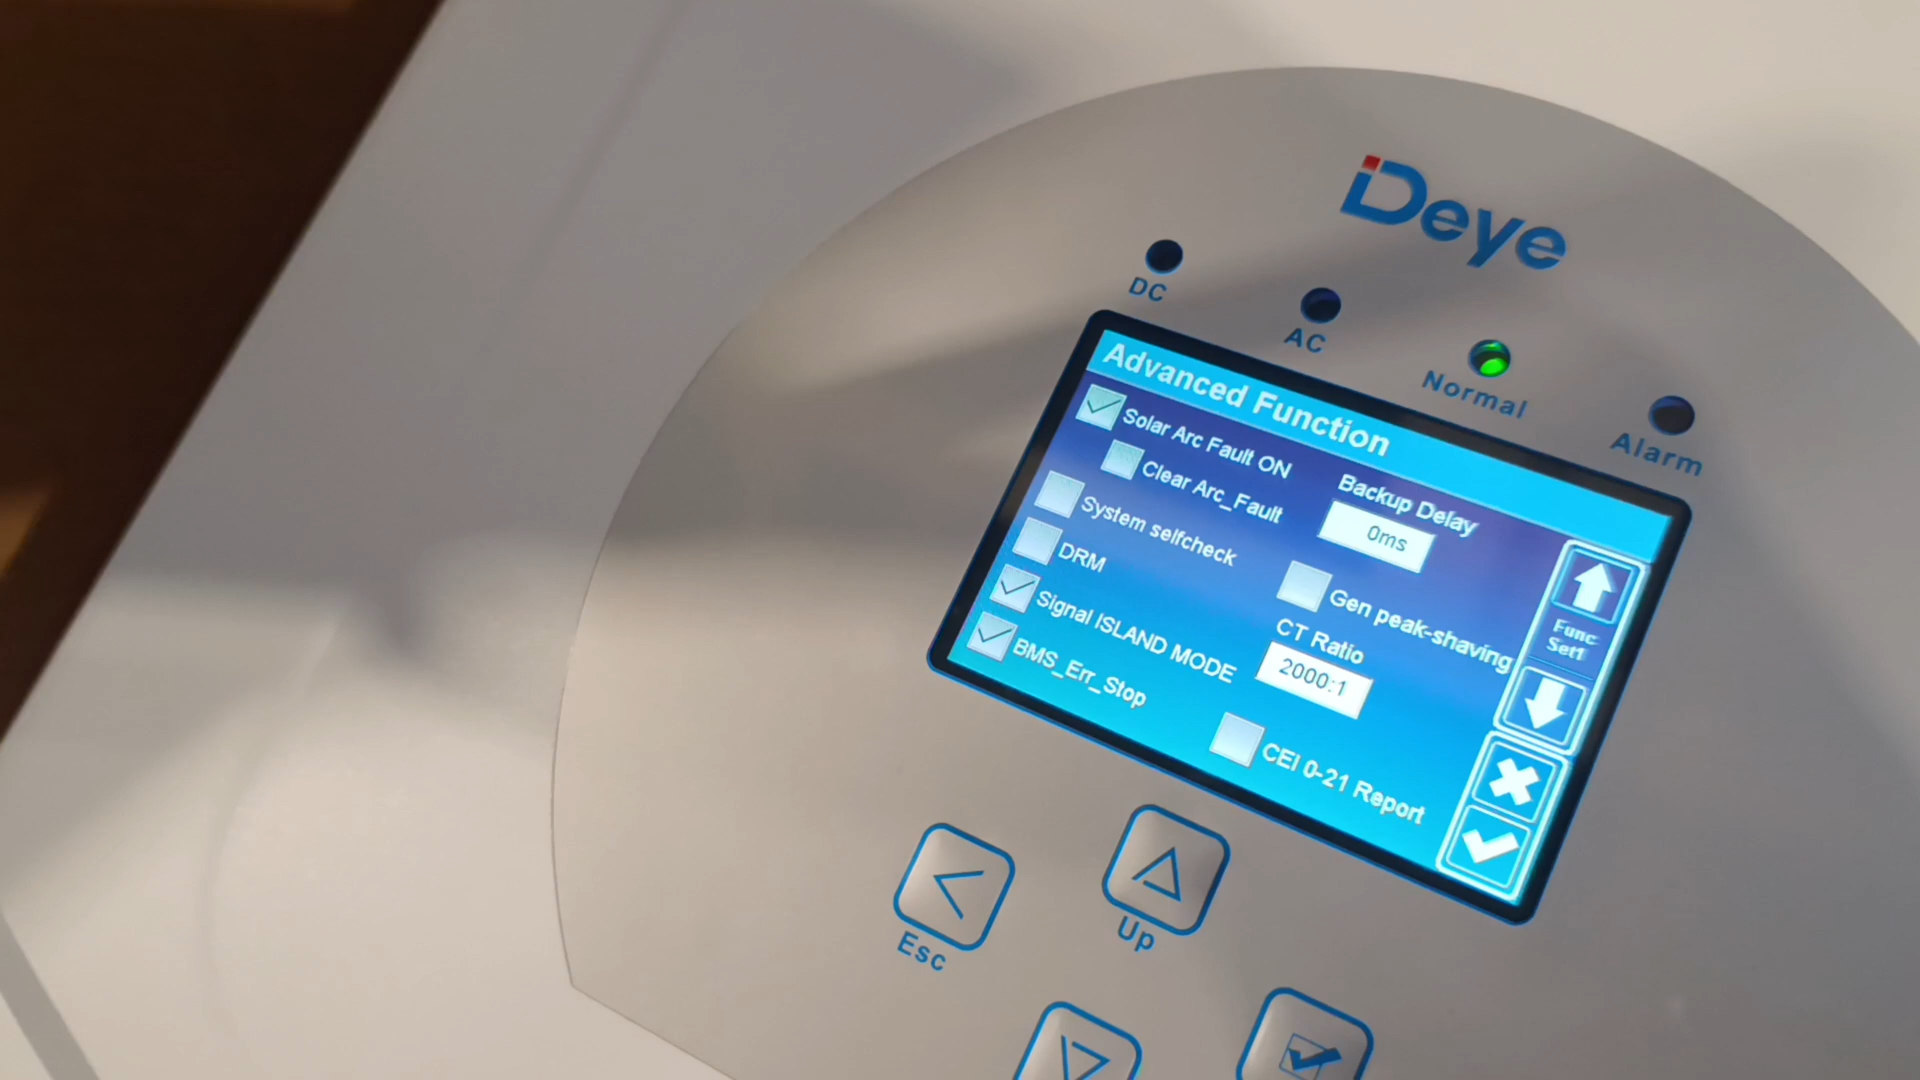 Deye
DC
AC
Normal
Alarm
Advanced Function
Solar Arc Fault ON
Clear Arc_Fault
System selfcheck
DRM
Signal ISLAND MODE
BMS_Err_Stop
Backup Delay
0ms
Gen peak-shaving
CT Ratio
2000:1
CEI 0-21 Report
Func
Set1
Esc
Up